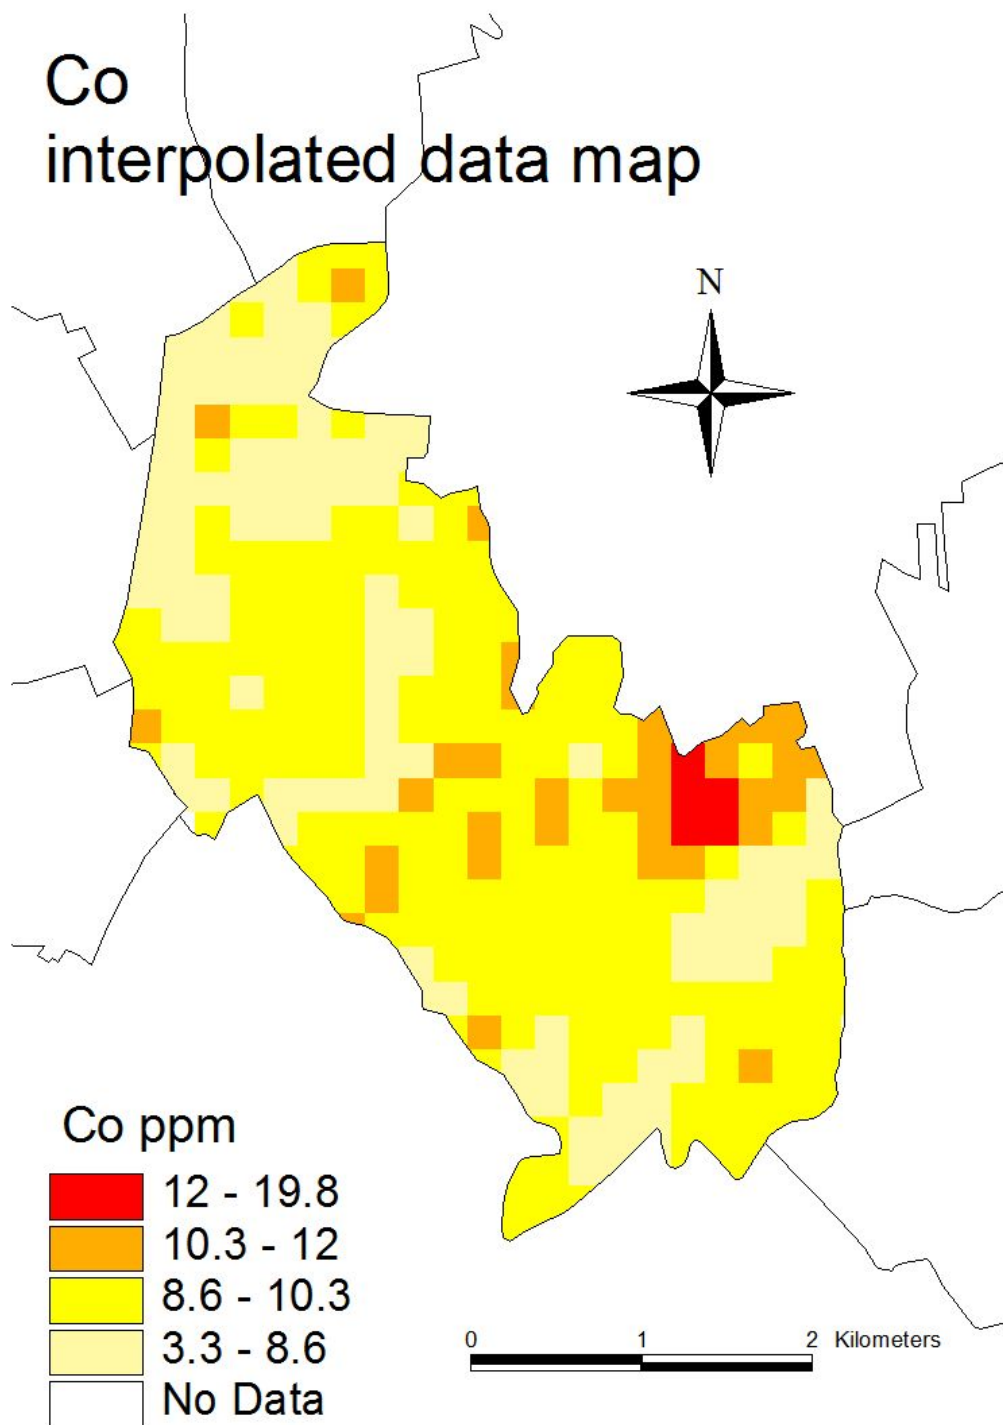 Co
interpolated data map
N
Co ppm
12 - 19.8
10.3 - 12
8.6 - 10.3
3.3 - 8.6
No Data
0 1 2 Kilometers